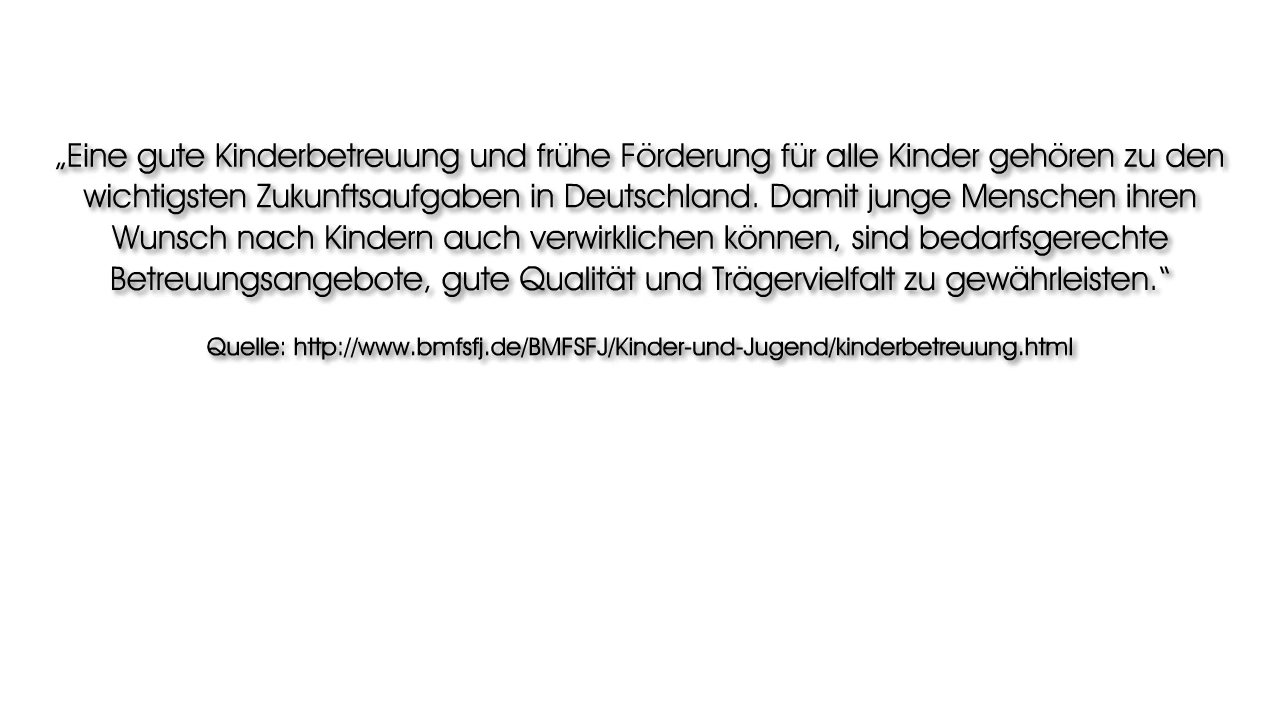 „Eine gute Kinderbetreuung und frühe Förderung für alle Kinder gehören zu den
wichtigsten Zukunftsaufgaben in Deutschland. Damit junge Menschen ihren
Wunsch nach Kindern auch verwirklichen können, sind bedarfsgerechte
Betreuungsangebote, gute Qualität und Trägervielfalt zu gewährleisten.“
Quelle: http://www.bmfsfj.de/BMFSFJ/Kinder-und-Jugend/kinderbetreuung.html